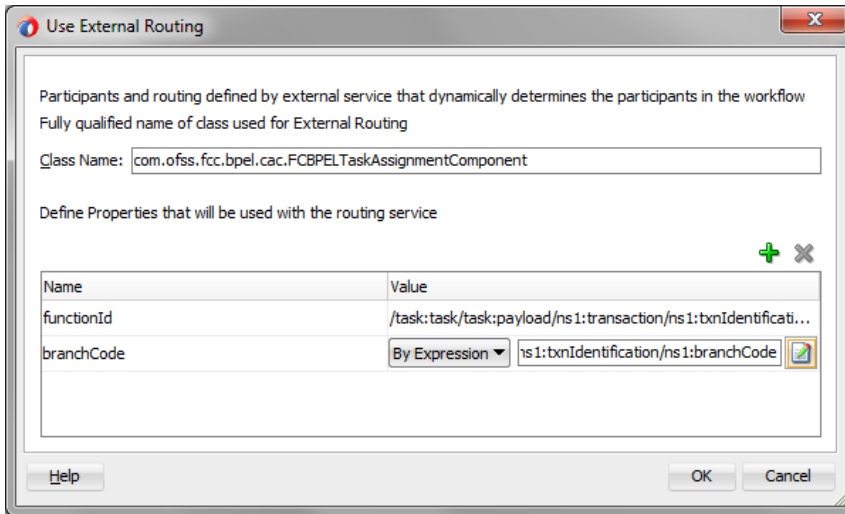 Use External Routing
Participants and routing defined by external service that dynamically determines the participants in the workflow
Fully qualified name of class used for External Routing
Class Name: com.ofss.fcc.bpel.cac.FCBPELTaskAssignmentComponent
Define Properties that will be used with the routing service
Name Value
functionId /task:task/task:payload/ns1:transaction/ns1:txnIdentificati...
branchCode By Expression ns1:txnIdentification/ns1:branchCode
Help OK Cancel